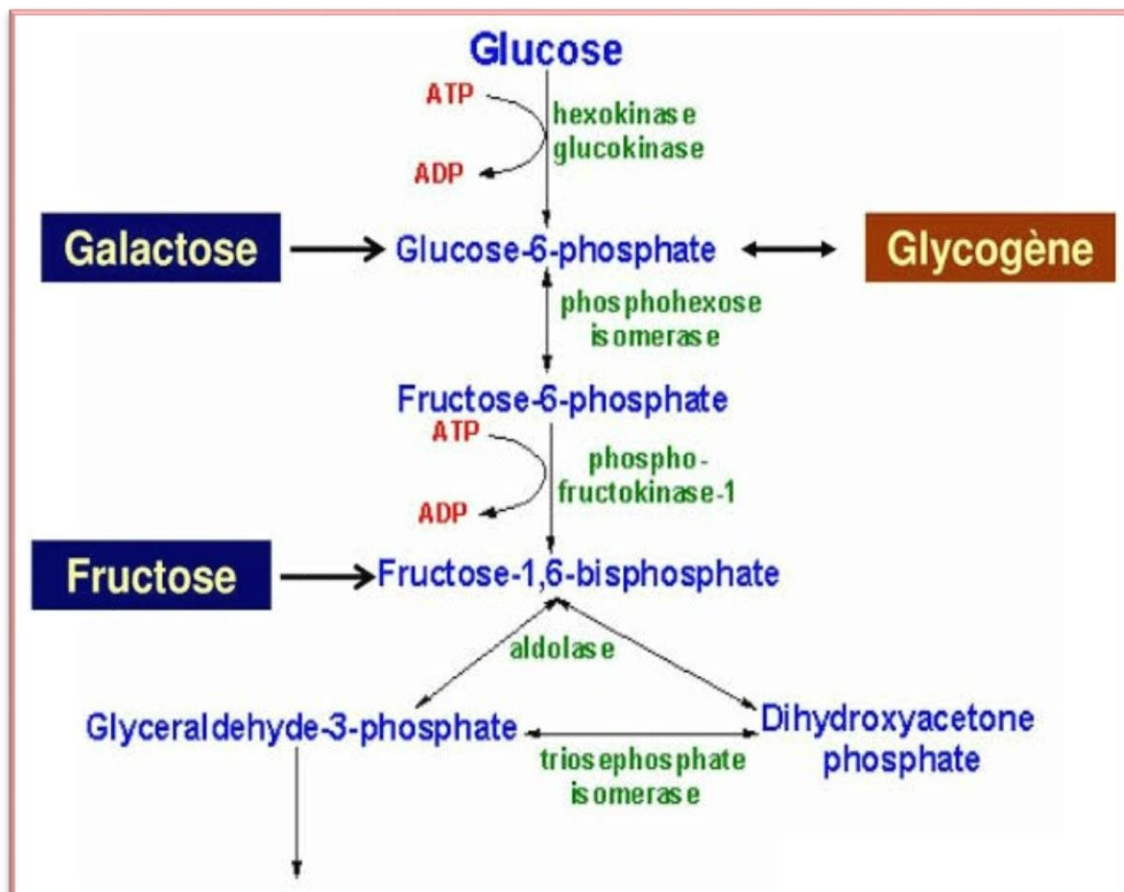 Glucose
ATP
hexokinase
glucokinase
ADP
Galactose
Glucose-6-phosphate
Glycogène
phosphohexose
isomerase
Fructose-6-phosphate
ATP
phospho-
fructokinase-1
ADP
Fructose
Fructose-1,6-bisphosphate
aldolase
Glyceraldehyde-3-phosphate
Dihydroxyacetone
phosphate
triosephosphate
isomerase